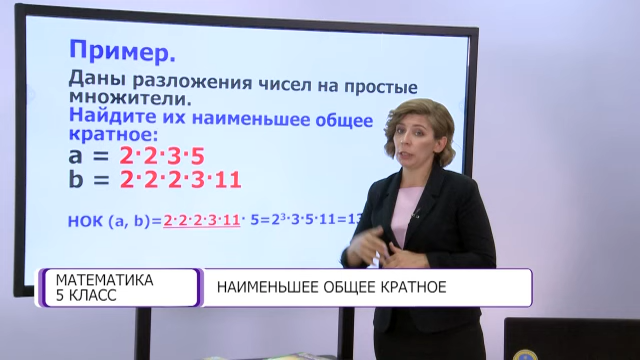 Пример.
Даны разложения чисел на простые
множители.
Найдите их наименьшее общее
кратное:
a = 2·2·3·5
b = 2·2·2·3·11
НОК (a, b)=2·2·2·3·11· 5=2³·3·5·11=13
МАТЕМАТИКА
5 КЛАСС
НАИМЕНЬШЕЕ ОБЩЕЕ КРАТНОЕ